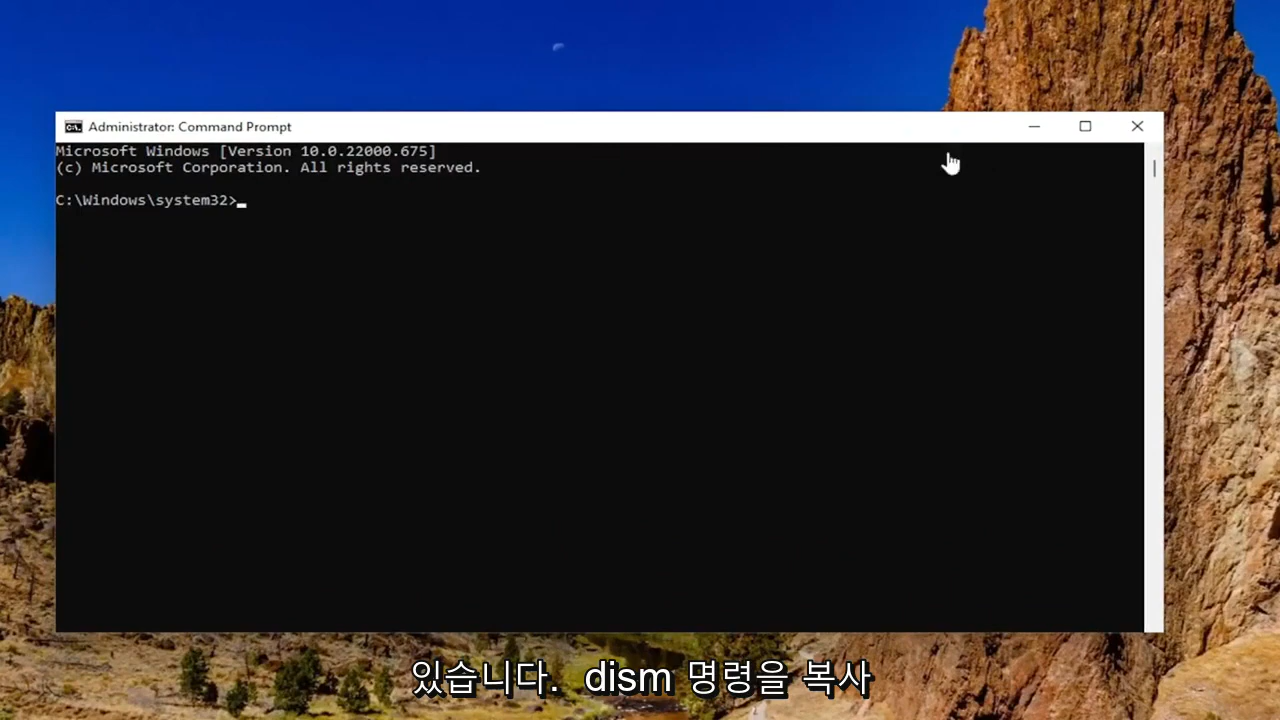 Administrator: Command Prompt
Microsoft Windows [Version 10.0.22000.675]
(c) Microsoft Corporation. All rights reserved.
C:\Windows\system32>
있습니다. dism 명령을 복사